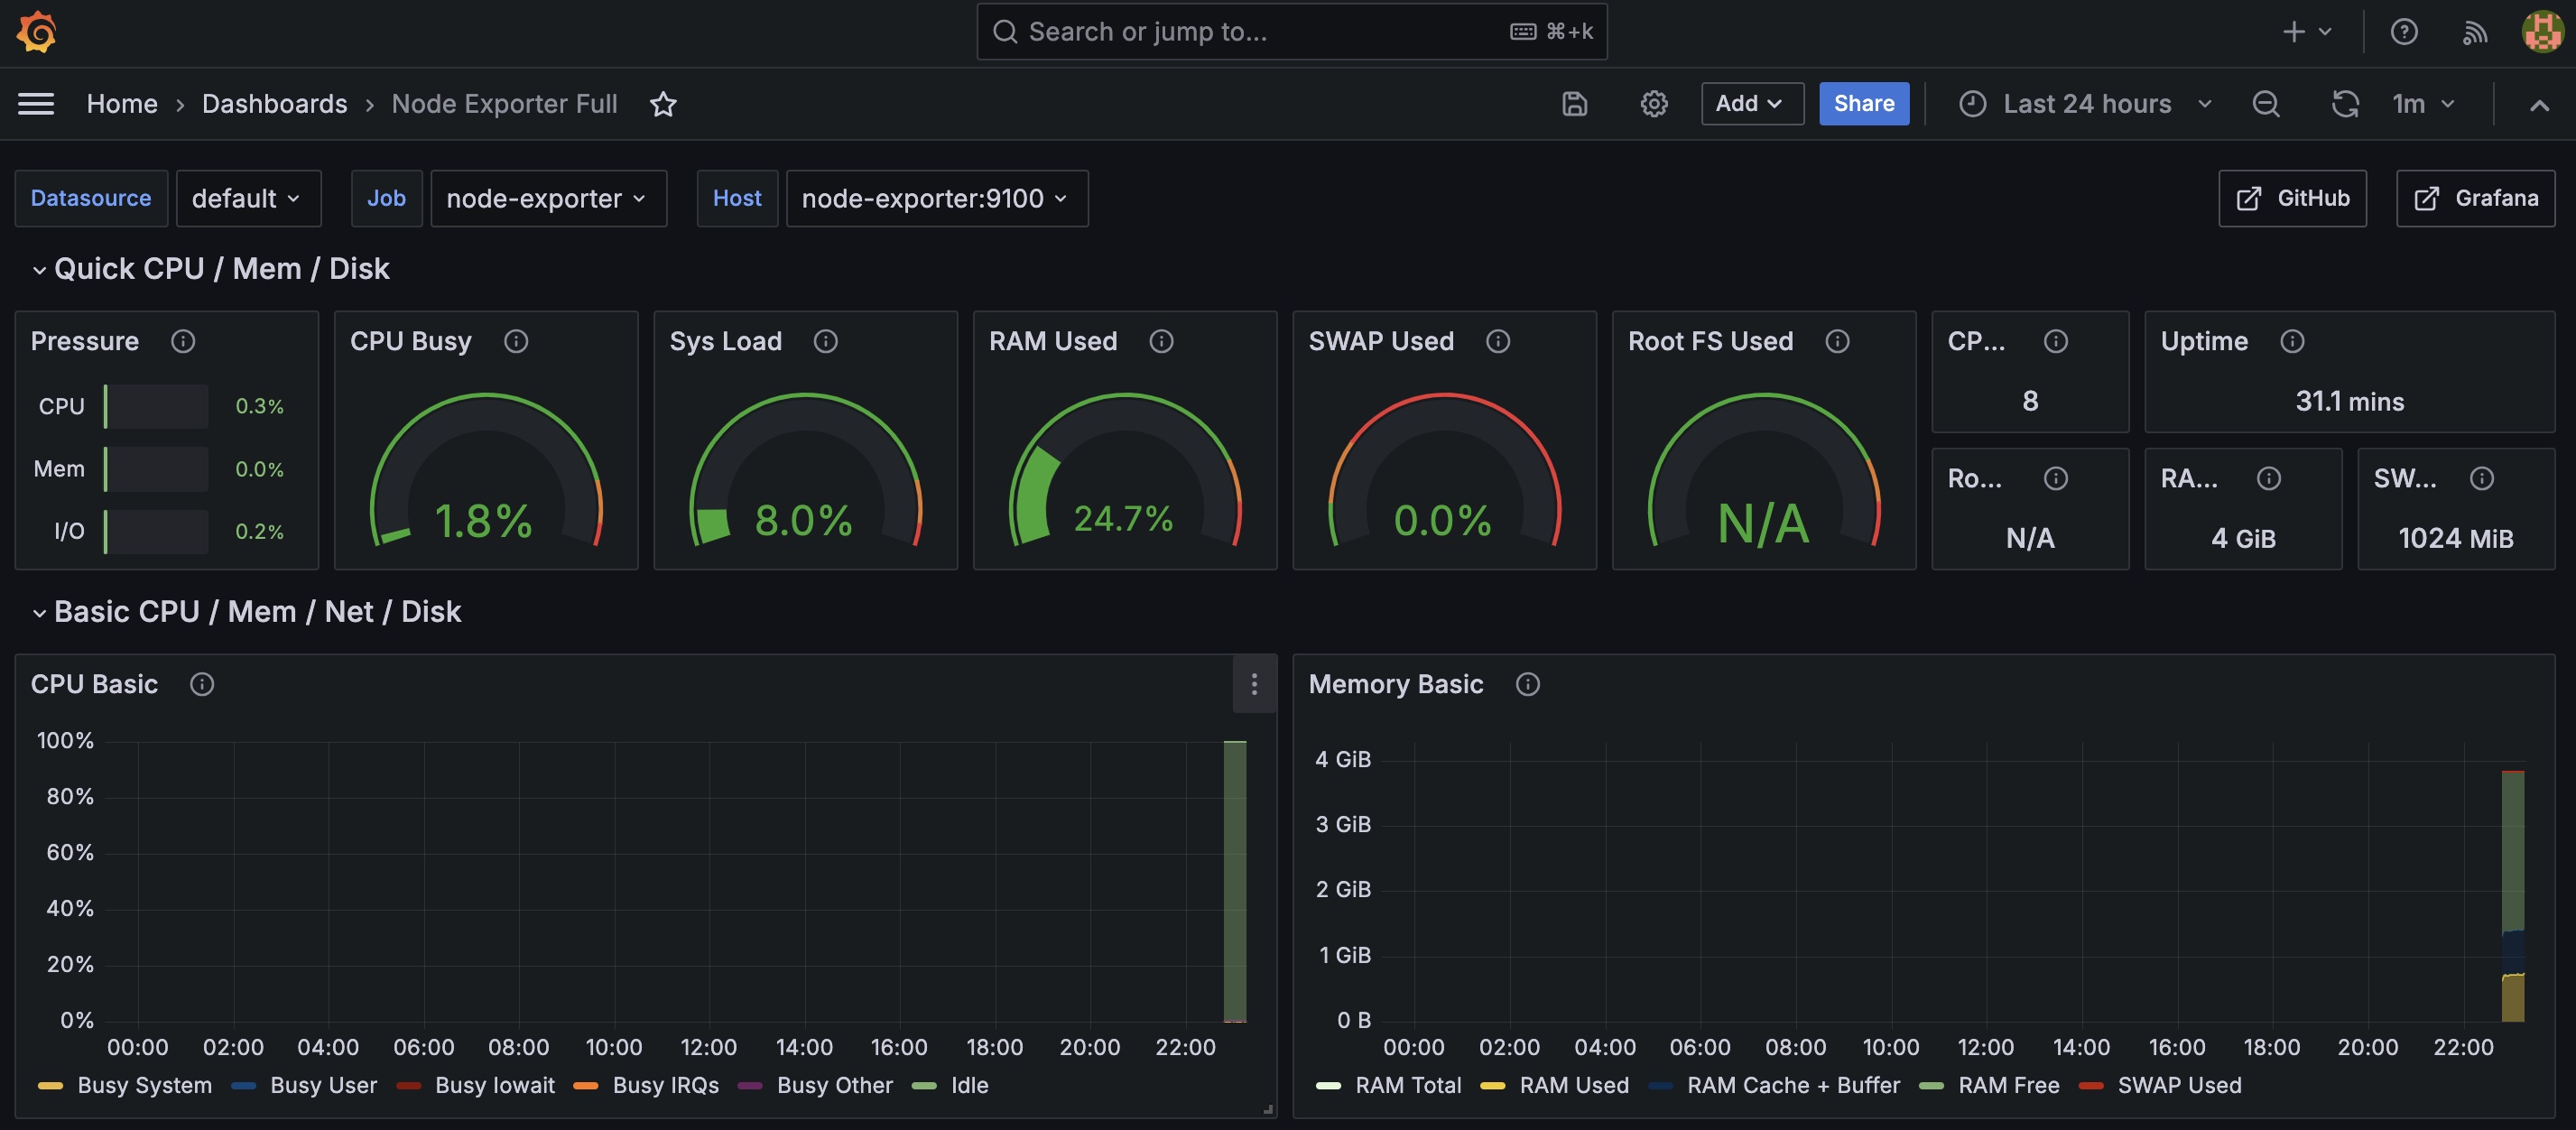 Search or jump to... ⌘+k
Home › Dashboards › Node Exporter Full
Add Share Last 24 hours 1m
Datasource default Job node-exporter Host node-exporter:9100 GitHub Grafana
Quick CPU / Mem / Disk
Pressure
CPU 0.3%
Mem 0.0%
I/O 0.2%
CPU Busy
1.8%
Sys Load
8.0%
RAM Used
24.7%
SWAP Used
0.0%
Root FS Used
N/A
CP...
8
Uptime
31.1 mins
Ro...
N/A
RA...
4 GiB
SW...
1024 MiB
Basic CPU / Mem / Net / Disk
CPU Basic
100%
80%
60%
40%
20%
0%
00:00 02:00 04:00 06:00 08:00 10:00 12:00 14:00 16:00 18:00 20:00 22:00
Busy System Busy User Busy Iowait Busy IRQs Busy Other Idle
Memory Basic
4 GiB
3 GiB
2 GiB
1 GiB
0 B
00:00 02:00 04:00 06:00 08:00 10:00 12:00 14:00 16:00 18:00 20:00 22:00
RAM Total RAM Used RAM Cache + Buffer RAM Free SWAP Used